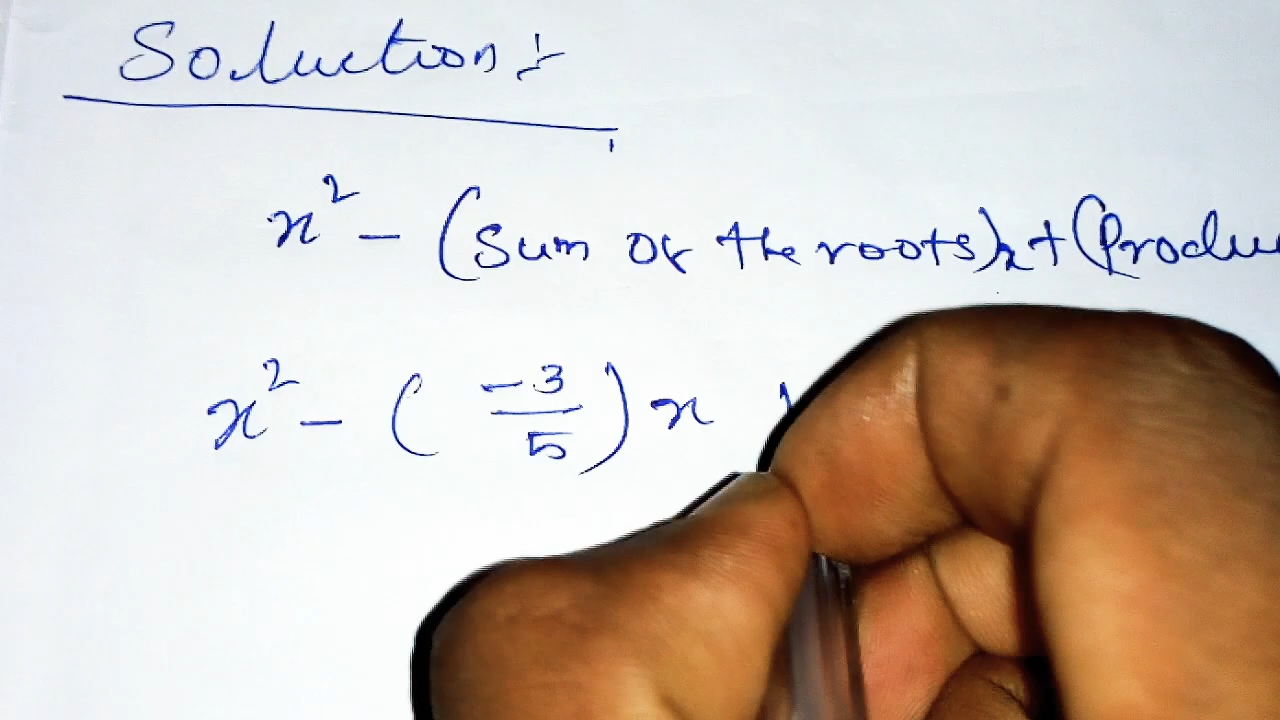 Solution :-
x² - (Sum of the roots)x + (Produ
x² - (-3/5) x